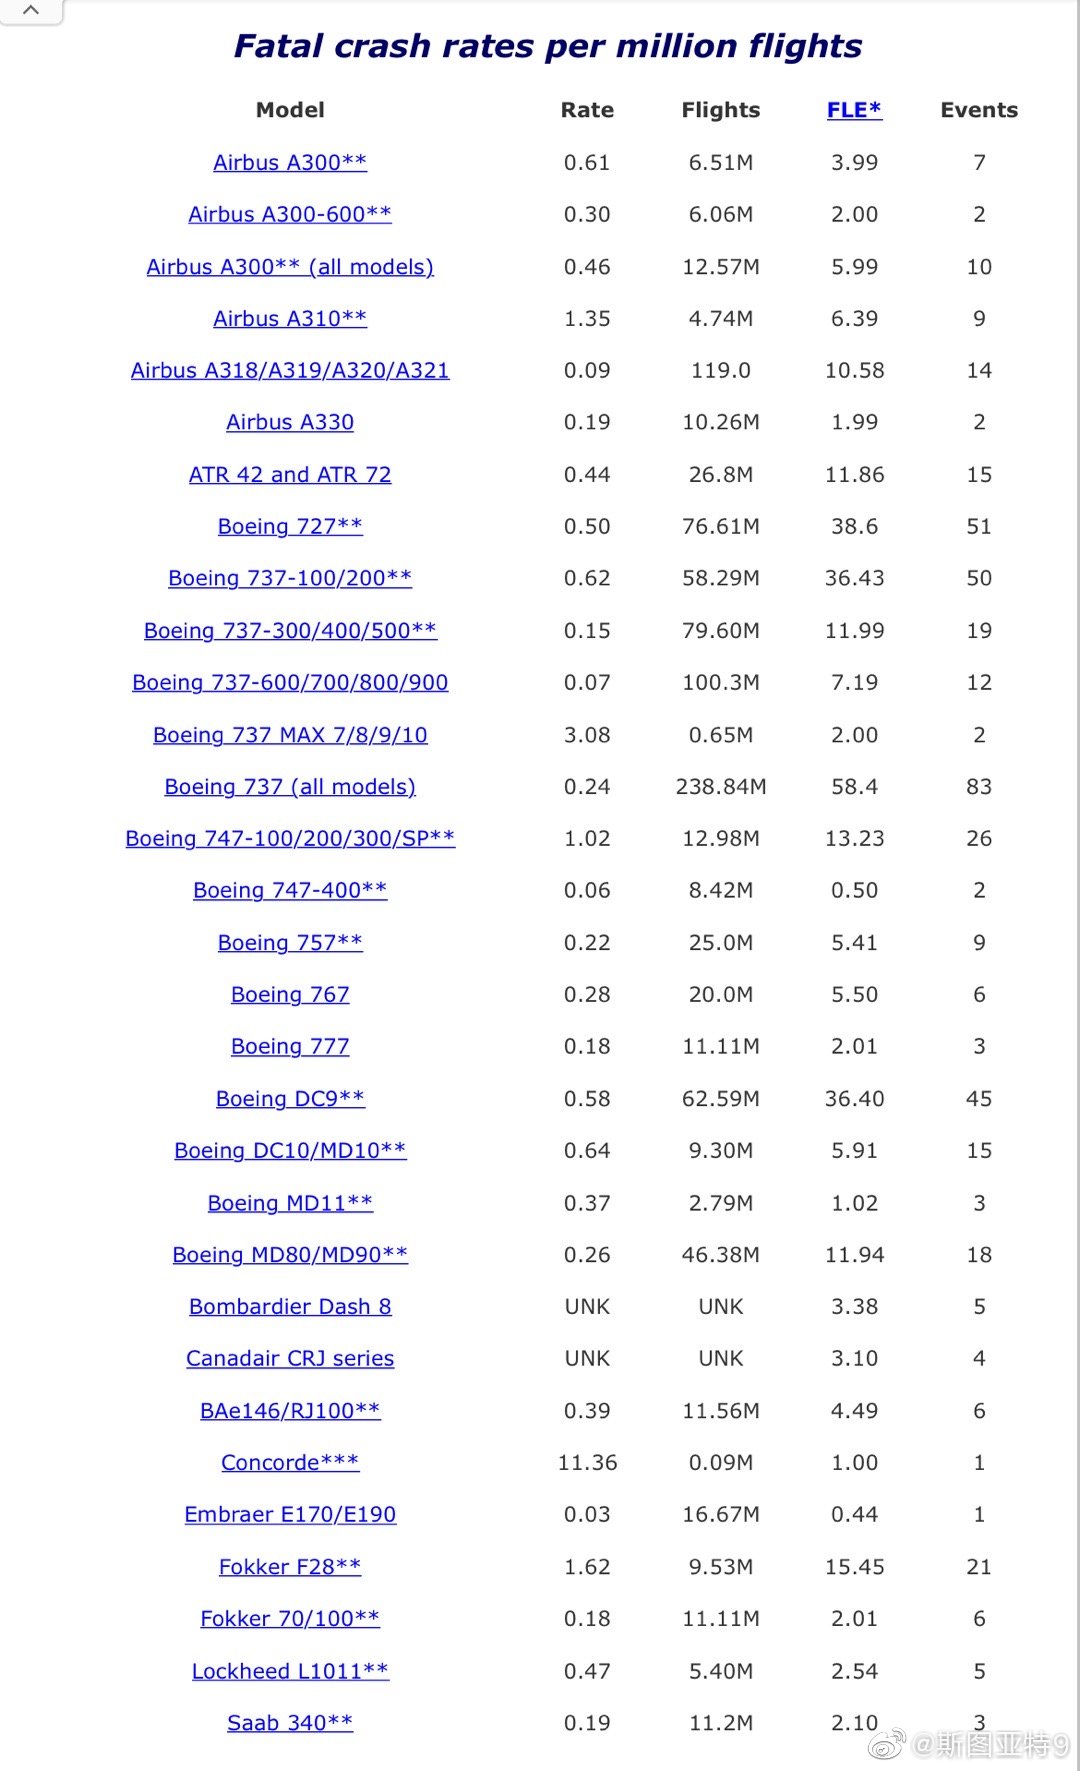 Fatal crash rates per million flights
Model Rate Flights FLE* Events
Airbus A300** 0.61 6.51M 3.99 7
Airbus A300-600** 0.30 6.06M 2.00 2
Airbus A300** (all models) 0.46 12.57M 5.99 10
Airbus A310** 1.35 4.74M 6.39 9
Airbus A318/A319/A320/A321 0.09 119.0 10.58 14
Airbus A330 0.19 10.26M 1.99 2
ATR 42 and ATR 72 0.44 26.8M 11.86 15
Boeing 727** 0.50 76.61M 38.6 51
Boeing 737-100/200** 0.62 58.29M 36.43 50
Boeing 737-300/400/500** 0.15 79.60M 11.99 19
Boeing 737-600/700/800/900 0.07 100.3M 7.19 12
Boeing 737 MAX 7/8/9/10 3.08 0.65M 2.00 2
Boeing 737 (all models) 0.24 238.84M 58.4 83
Boeing 747-100/200/300/SP** 1.02 12.98M 13.23 26
Boeing 747-400** 0.06 8.42M 0.50 2
Boeing 757** 0.22 25.0M 5.41 9
Boeing 767 0.28 20.0M 5.50 6
Boeing 777 0.18 11.11M 2.01 3
Boeing DC9** 0.58 62.59M 36.40 45
Boeing DC10/MD10** 0.64 9.30M 5.91 15
Boeing MD11** 0.37 2.79M 1.02 3
Boeing MD80/MD90** 0.26 46.38M 11.94 18
Bombardier Dash 8 UNK UNK 3.38 5
Canadair CRJ series UNK UNK 3.10 4
BAe146/RJ100** 0.39 11.56M 4.49 6
Concorde*** 11.36 0.09M 1.00 1
Embraer E170/E190 0.03 16.67M 0.44 1
Fokker F28** 1.62 9.53M 15.45 21
Fokker 70/100** 0.18 11.11M 2.01 6
Lockheed L1011** 0.47 5.40M 2.54 5
Saab 340** 0.19 11.2M 2.10 3
@斯图亚特9